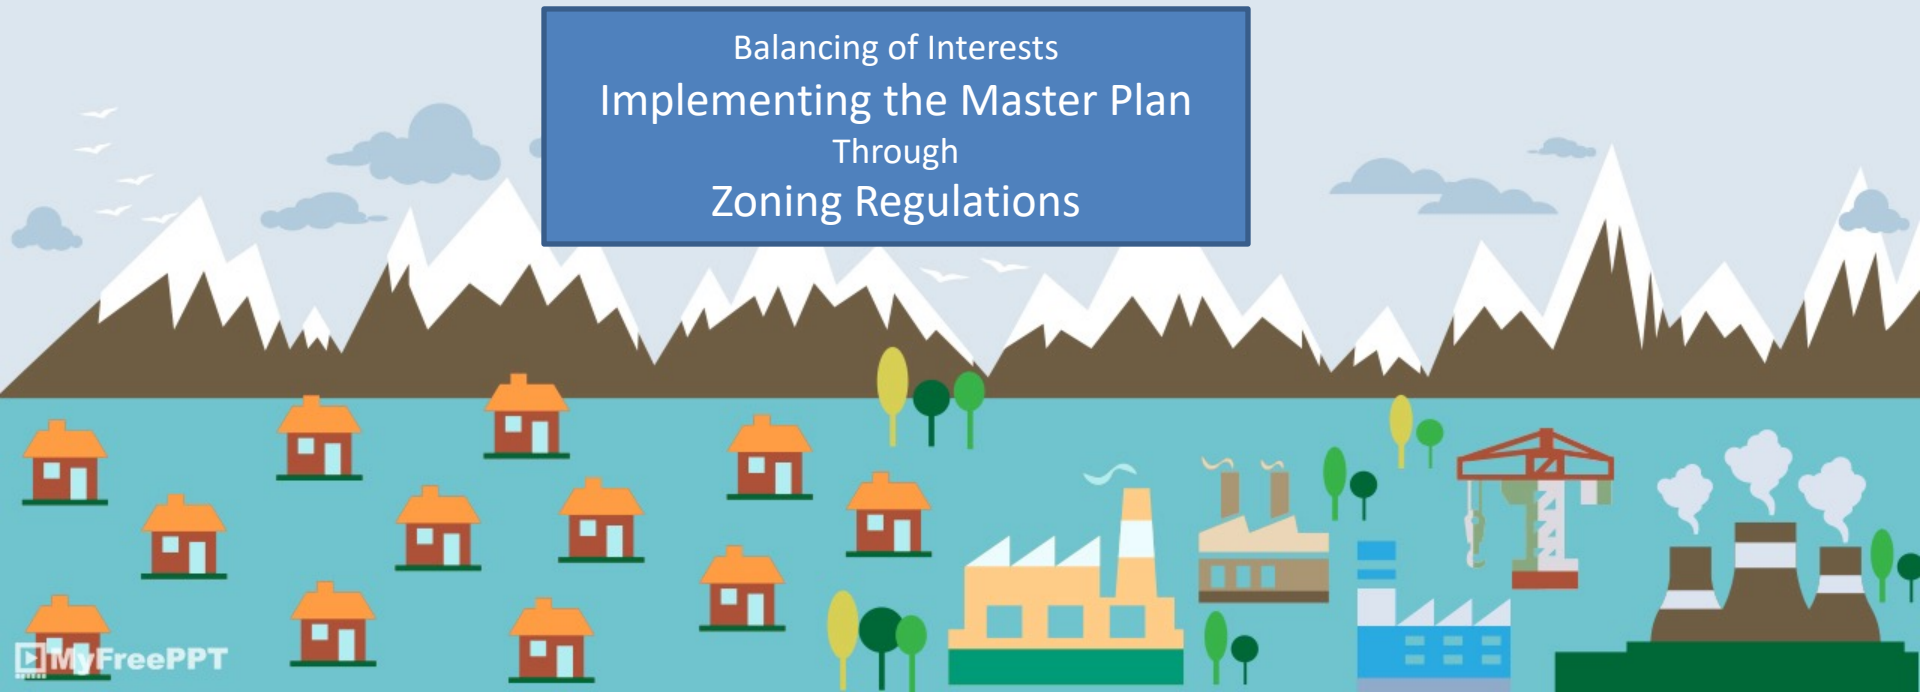 Balancing of Interests
Implementing the Master Plan
Through
Zoning Regulations
MyFreePPT